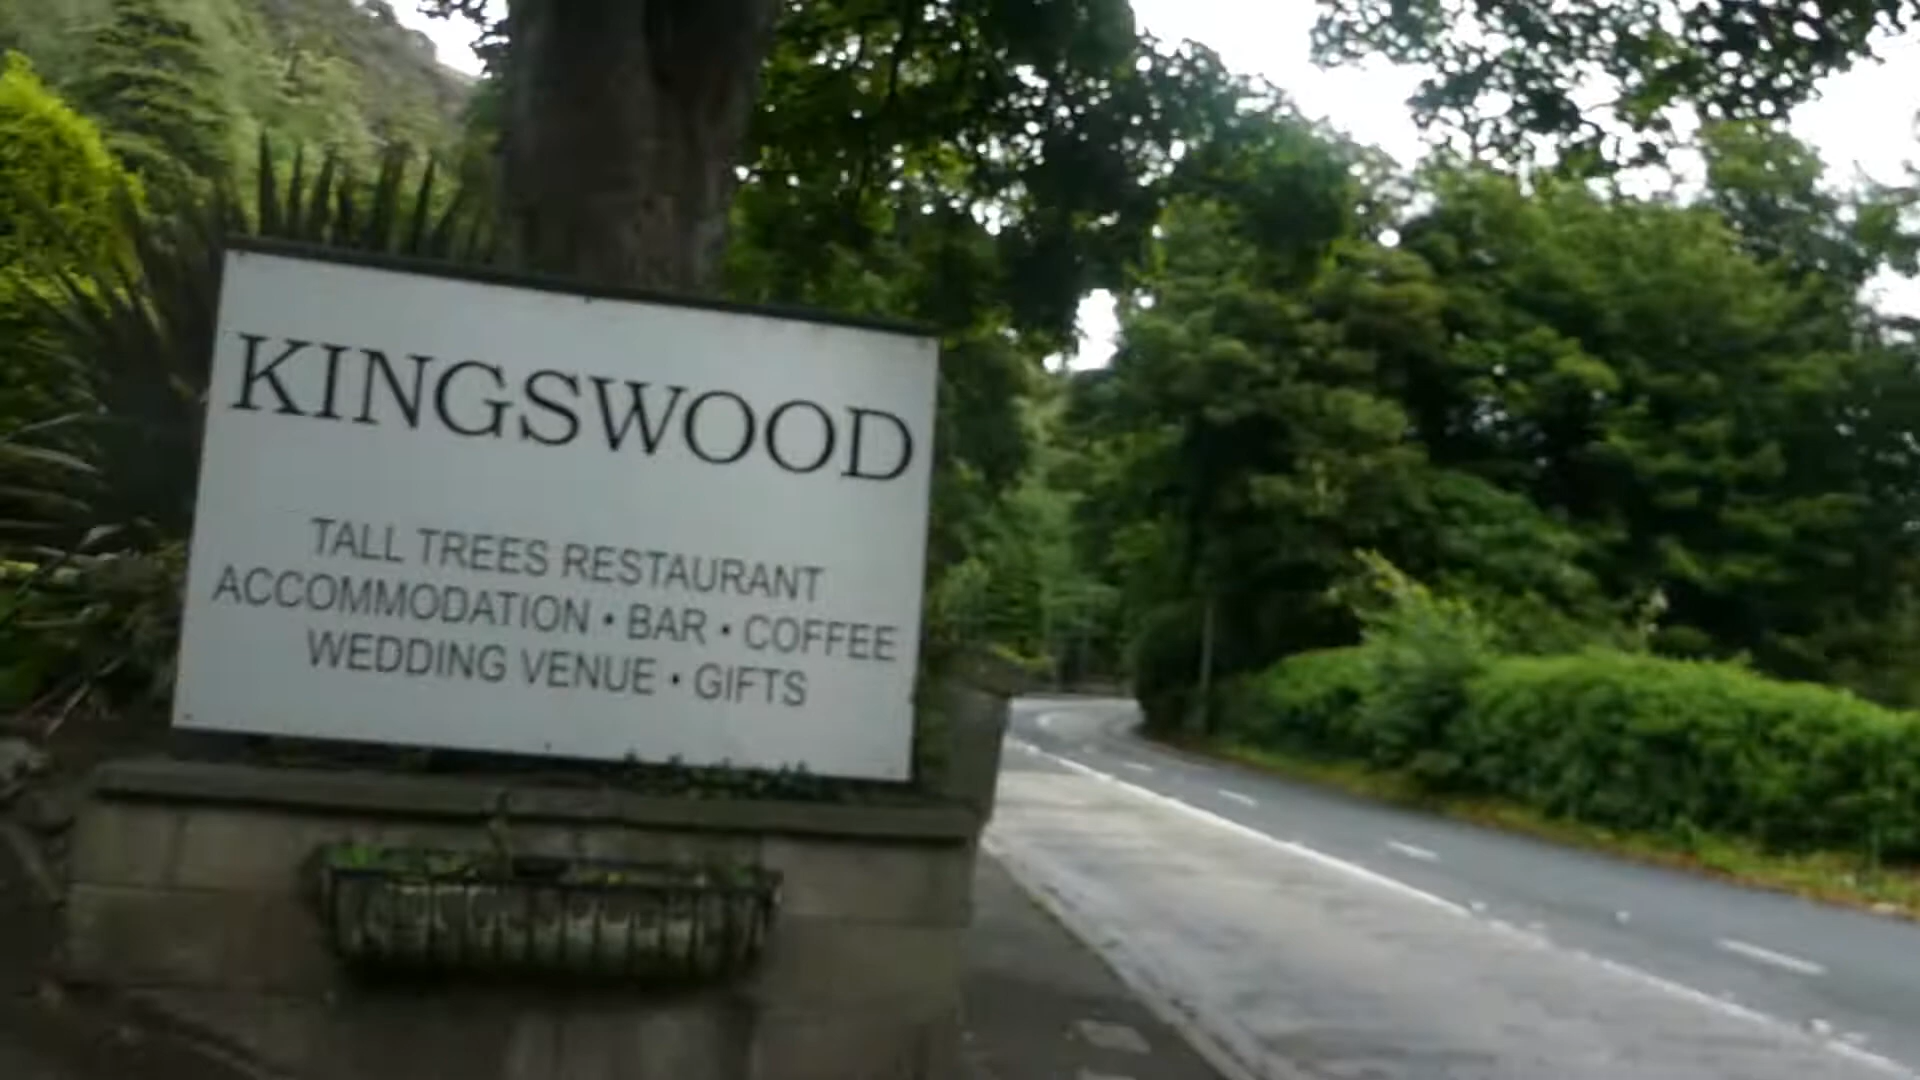 KINGSWOOD
TALL TREES RESTAURANT
ACCOMMODATION • BAR • COFFEE
WEDDING VENUE • GIFTS